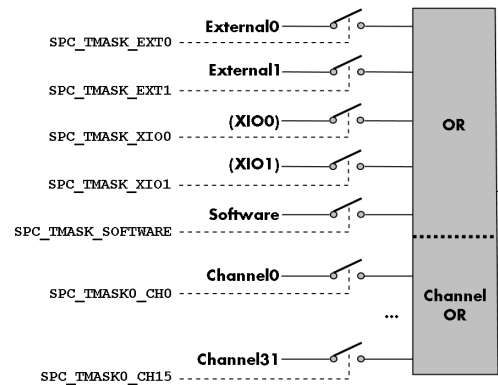 External0
SPC_TMASK_EXT0
External1
SPC_TMASK_EXT1
(XIO0)
SPC_TMASK_XIO0
OR
(XIO1)
SPC_TMASK_XIO1
Software
SPC_TMASK_SOFTWARE
Channel0
SPC_TMASK0_CH0
Channel
OR
...
Channel31
SPC_TMASK0_CH15